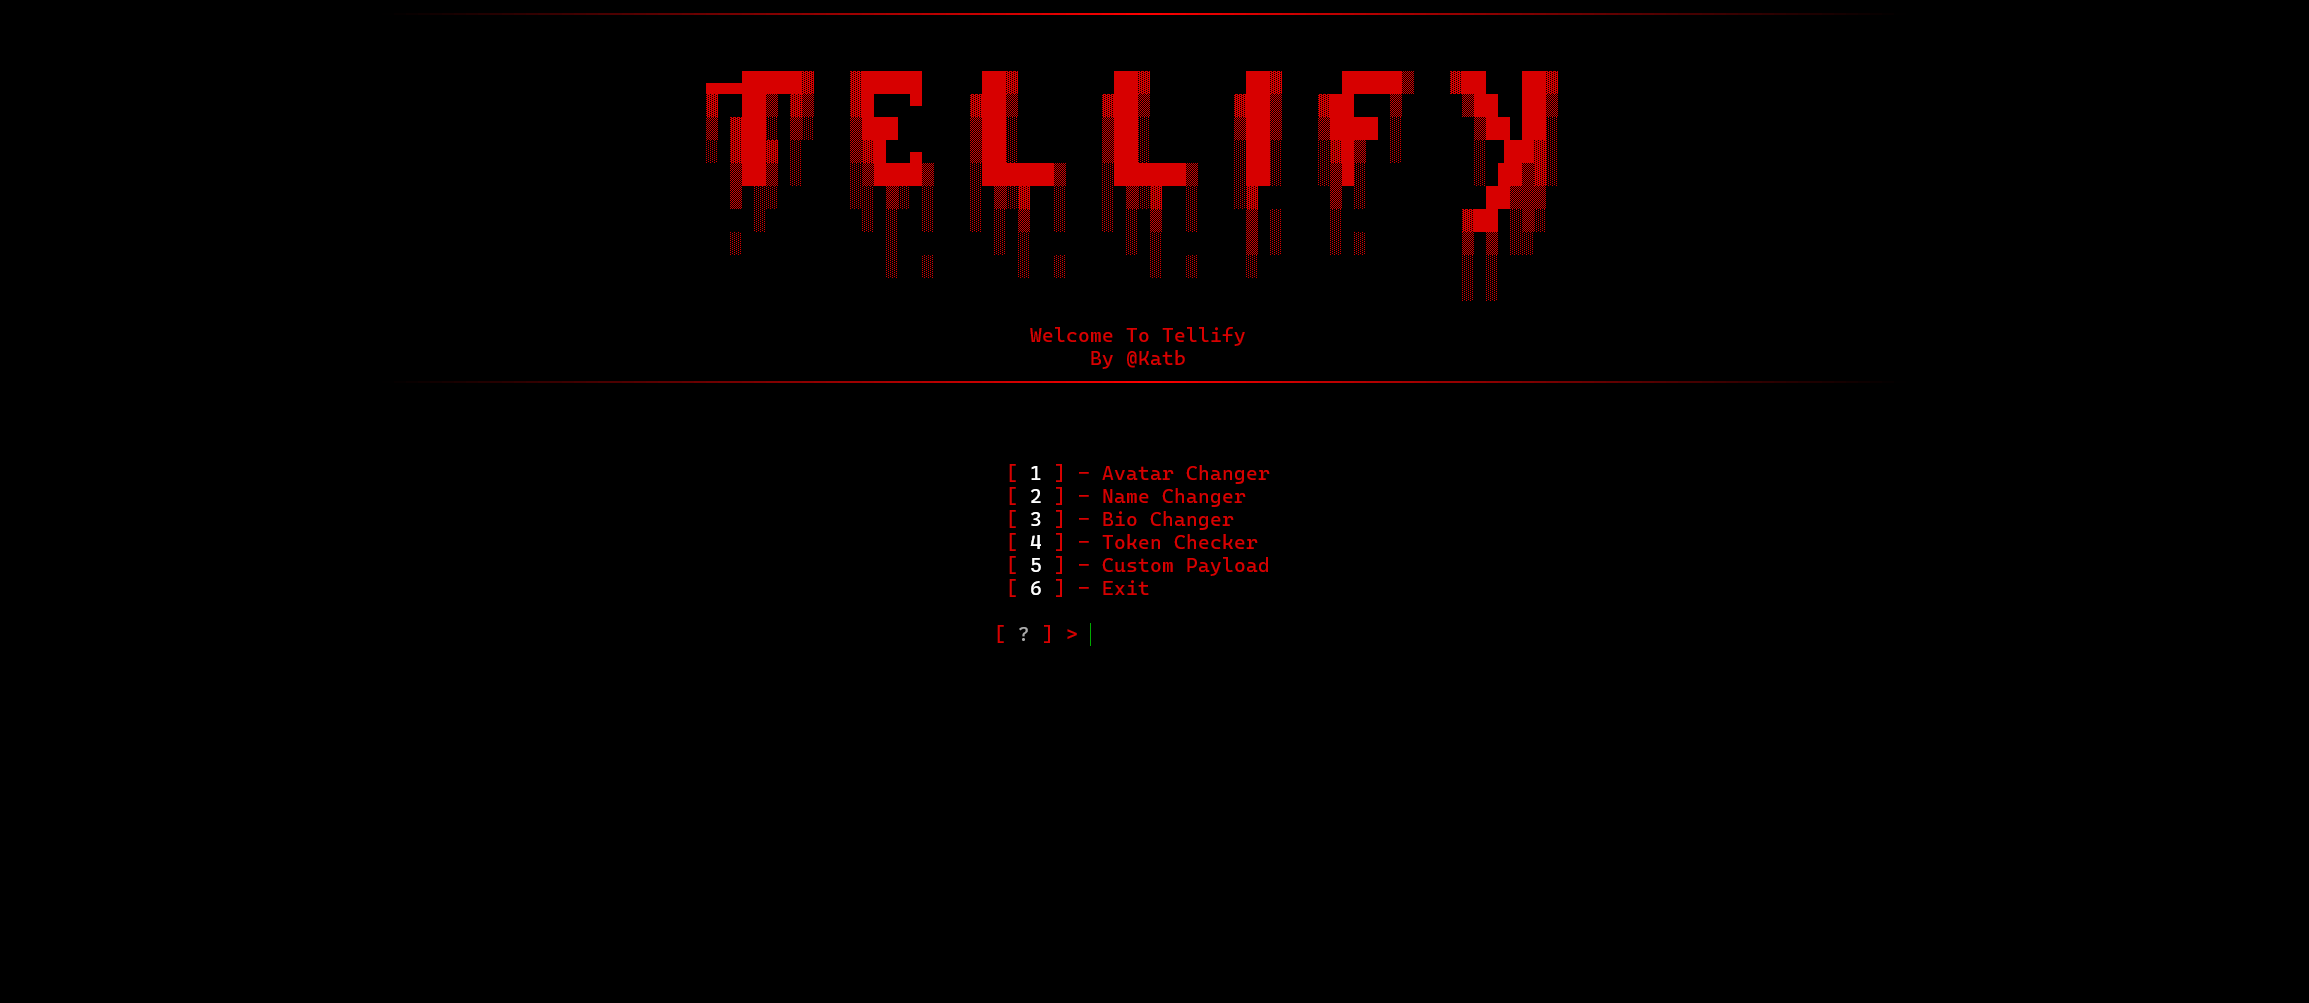 TELLIFY
Welcome To Tellify
By @Katb
[ 1 ] - Avatar Changer
[ 2 ] - Name Changer
[ 3 ] - Bio Changer
[ 4 ] - Token Checker
[ 5 ] - Custom Payload
[ 6 ] - Exit
[ ? ] >